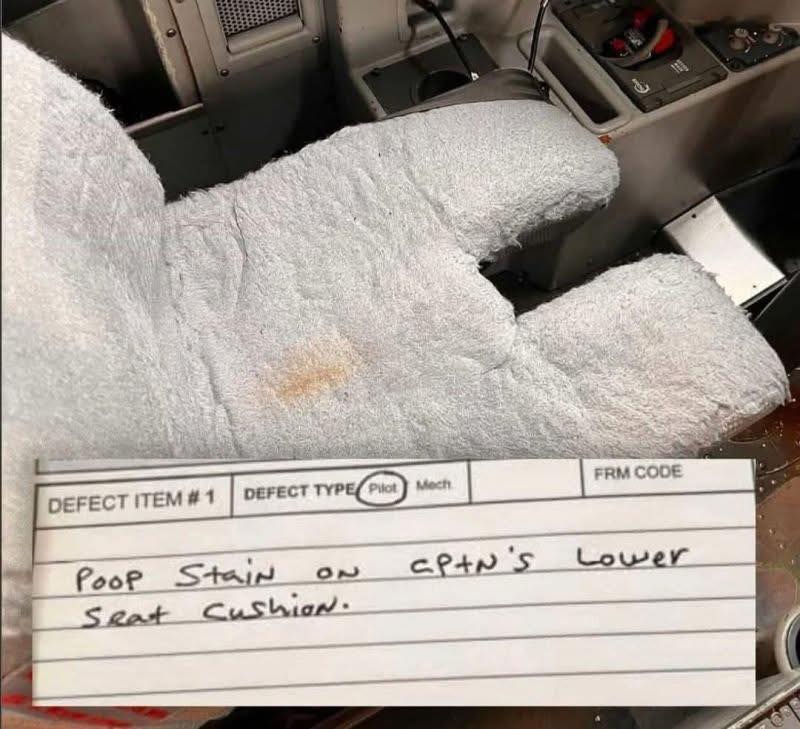 DEFECT ITEM # 1 DEFECT TYPE Pilot Mech FRM CODE
Poop Stain on cptn's Lower
Seat Cushion.